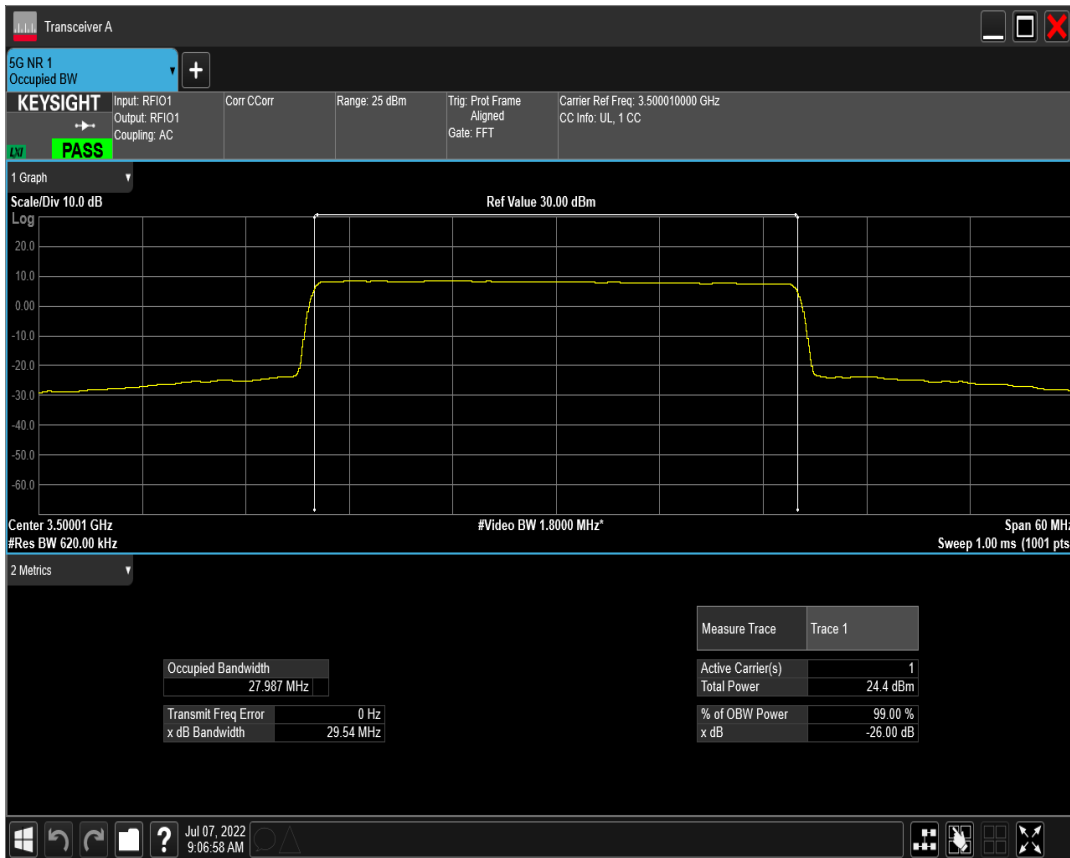 Transceiver A
5G NR 1
Occupied BW
+
KEYSIGHT
LXI
PASS
Input: RFIO1
Output: RFIO1
Coupling: AC
Corr CCorr
Range: 25 dBm
Trig: Prot Frame
Aligned
Gate: FFT
Carrier Ref Freq: 3.500010000 GHz
CC Info: UL, 1 CC
1 Graph
Scale/Div 10.0 dB
Ref Value 30.00 dBm
Log
20.0
10.0
0.00
-10.0
-20.0
-30.0
-40.0
-50.0
-60.0
Center 3.50001 GHz
#Video BW 1.8000 MHz*
Span 60 MHz
#Res BW 620.00 kHz
Sweep 1.00 ms (1001 pts
2 Metrics
Measure Trace Trace 1
Occupied Bandwidth
27.987 MHz
Active Carrier(s) 1
Total Power 24.4 dBm
Transmit Freq Error 0 Hz
x dB Bandwidth 29.54 MHz
% of OBW Power 99.00 %
x dB -26.00 dB
?
Jul 07, 2022
9:06:58 AM